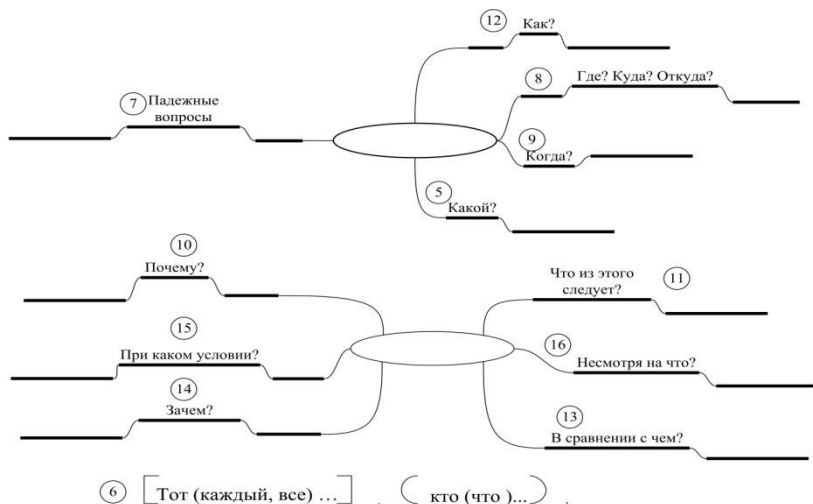 12
Как?
8
Где? Куда? Откуда?
7
Падежные
вопросы
9
Когда?
5
Какой?
10
Почему?
Что из этого
следует?
11
15
При каком условии?
16
Несмотря на что?
14
Зачем?
13
В сравнении с чем?
6 [Тот (каждый, все) …] , ( кто (что )...) .